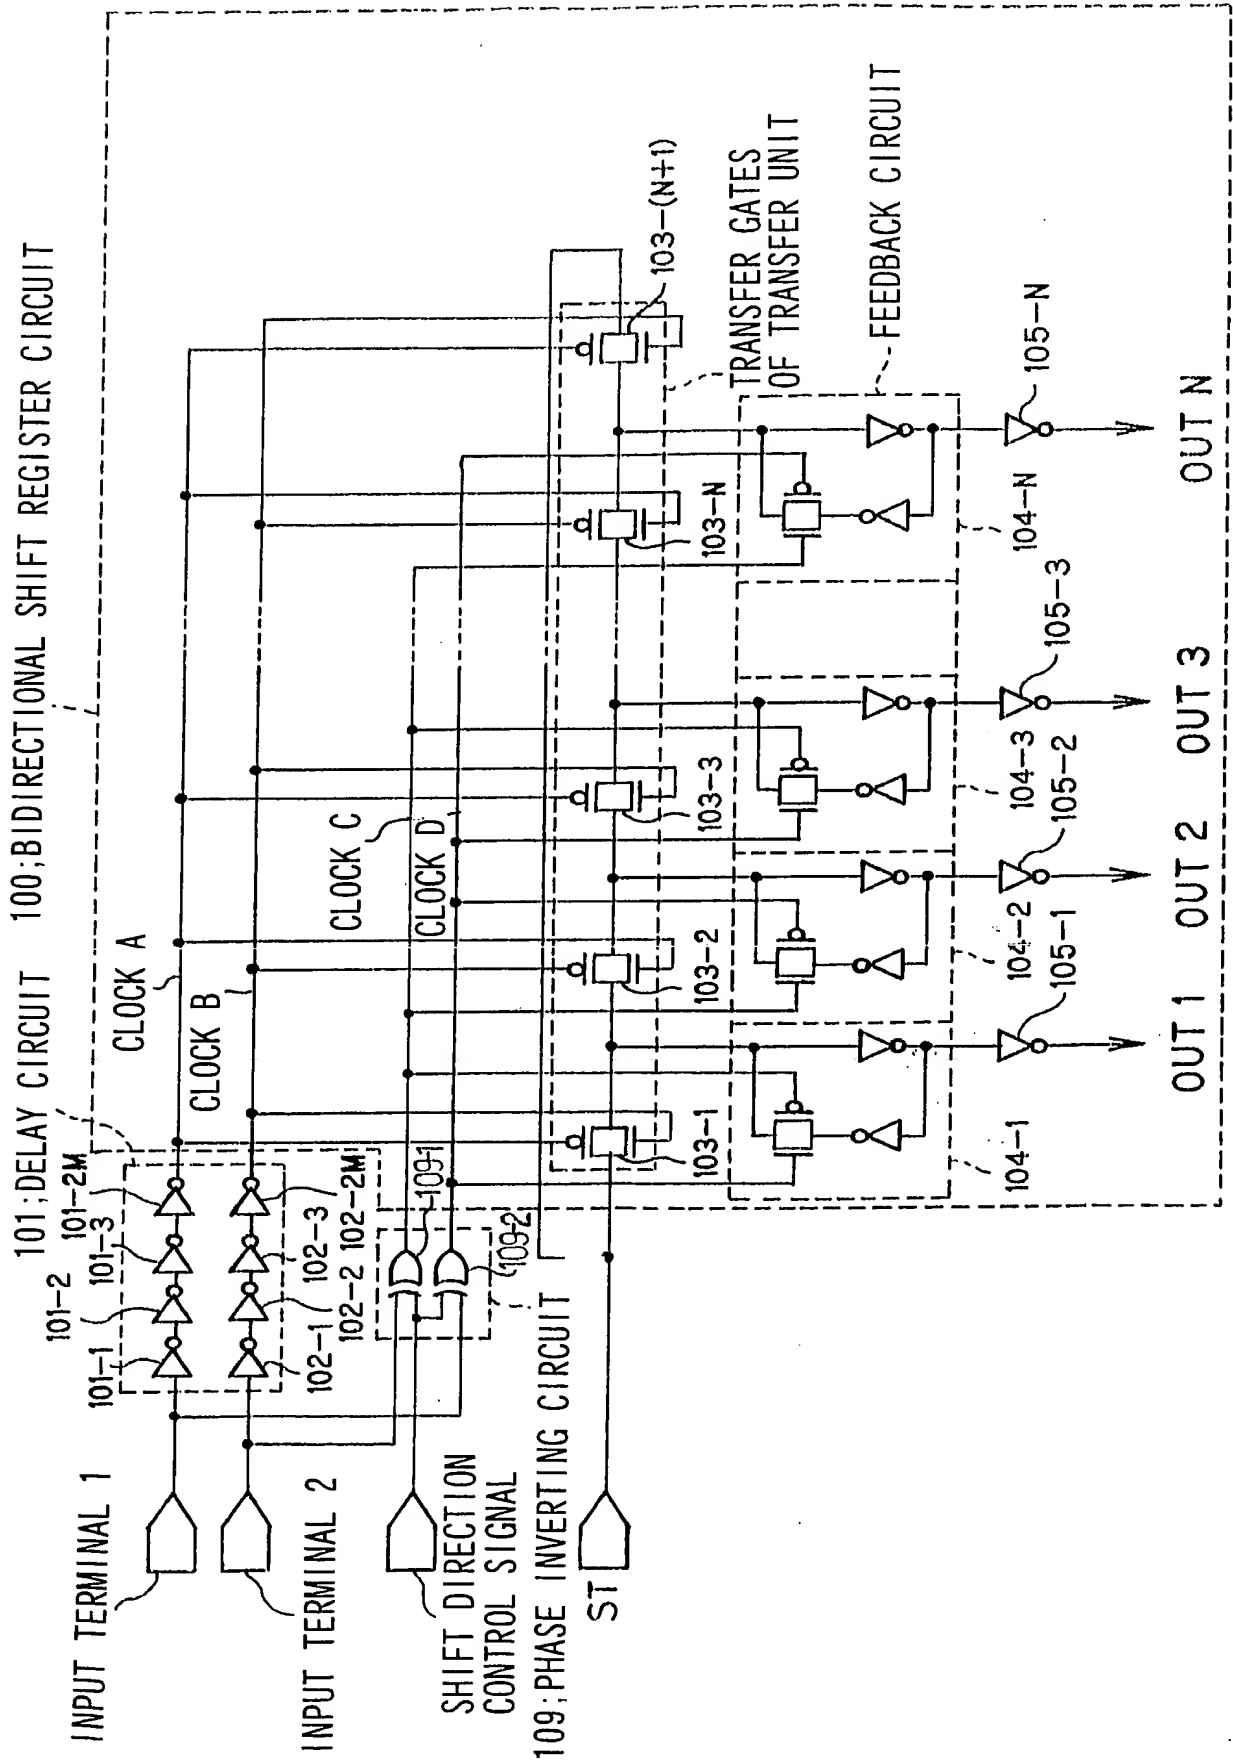 100;BIDIRECTIONAL SHIFT REGISTER CIRCUIT
101;DELAY CIRCUIT
INPUT TERMINAL 1
101-1
101-2
101-3
101-2M
CLOCK A
CLOCK B
INPUT TERMINAL 2
102-1
102-2
102-3
102-2M
SHIFT DIRECTION
CONTROL SIGNAL
109-1
109-2
CLOCK C
CLOCK D
109;PHASE INVERTING CIRCUIT
ST
103-1
103-2
103-3
103-N
103-(N+1)
TRANSFER GATES
OF TRANSFER UNIT
FEEDBACK CIRCUIT
104-1
104-2
104-3
104-N
105-1
105-2
105-3
105-N
OUT 1
OUT 2
OUT 3
OUT N